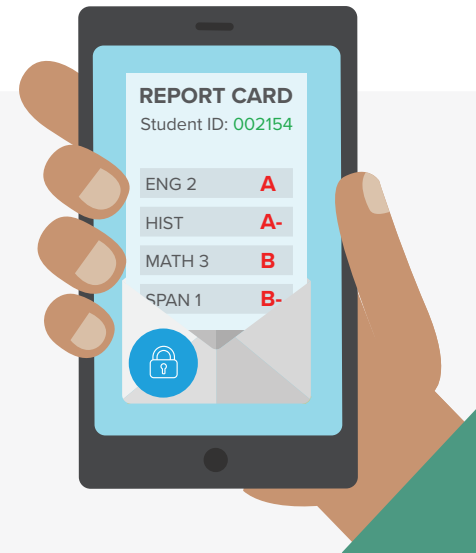 REPORT CARD
Student ID: 002154
ENG 2 A
HIST A-
MATH 3 B
SPAN 1 B-